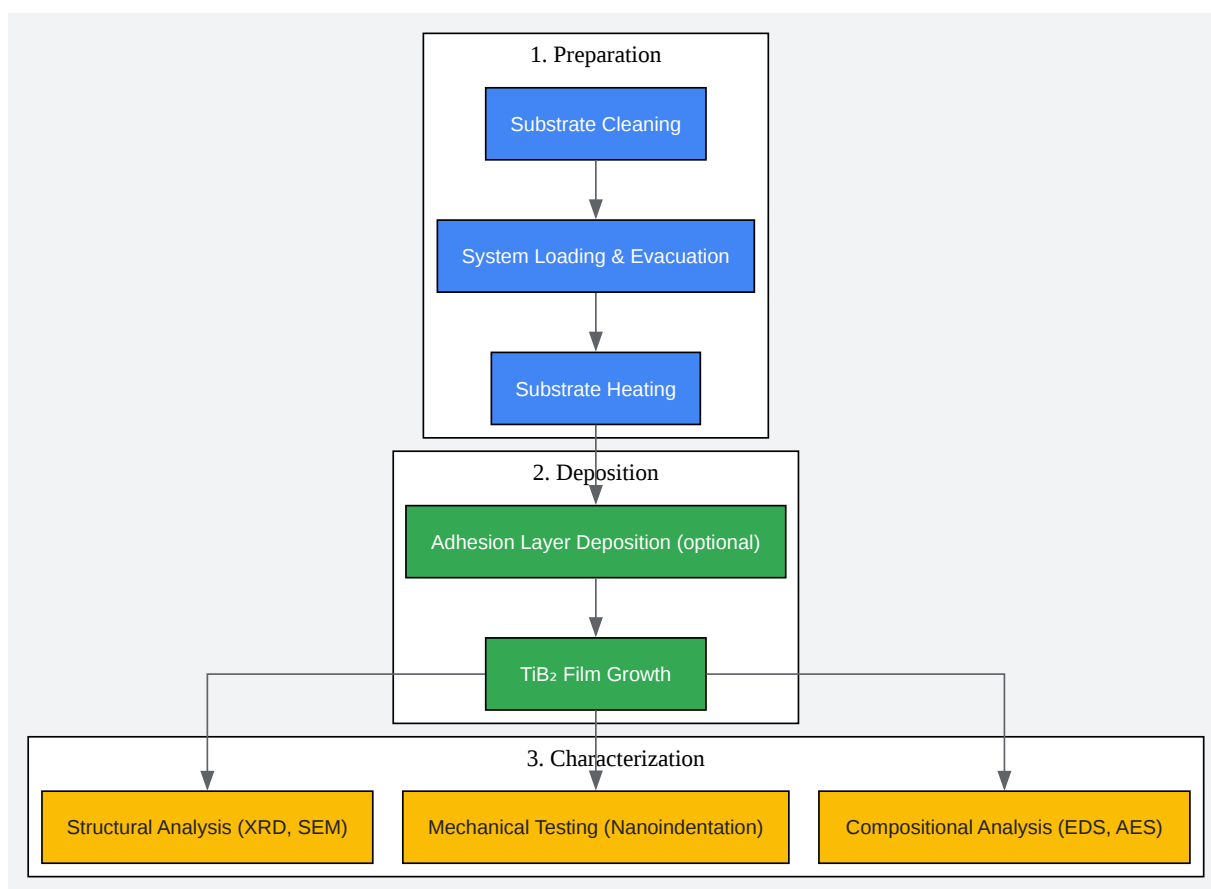 1. Preparation
Substrate Cleaning
System Loading & Evacuation
Substrate Heating
2. Deposition
Adhesion Layer Deposition (optional)
TiB₂ Film Growth
3. Characterization
Structural Analysis (XRD, SEM)
Mechanical Testing (Nanoindentation)
Compositional Analysis (EDS, AES)